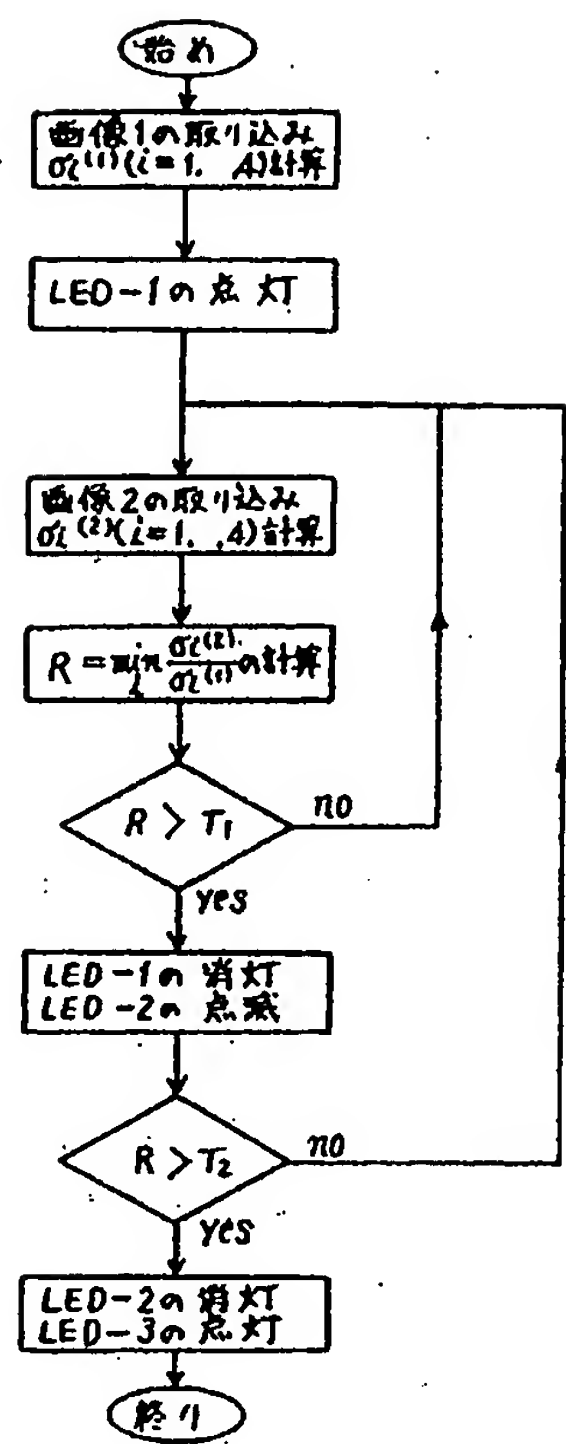 始め
画像1の取り込み
σi⁽¹⁾(i=1. ,4)計算
LED-1の点灯
画像2の取り込み
σi⁽²⁾(i=1. ,4)計算
R=min i σi⁽²⁾/σi⁽¹⁾の計算
R > T₁
no
yes
LED-1の消灯
LED-2の点滅
R > T₂
no
yes
LED-2の消灯
LED-3の点灯
終り